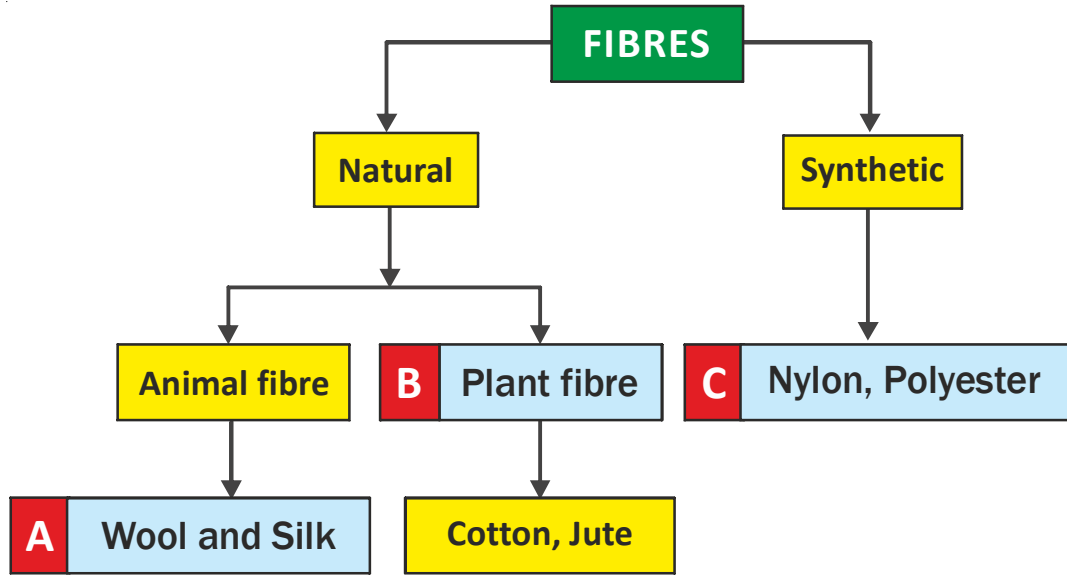 FIBRES
Natural
Synthetic
Animal fibre
B Plant fibre
C Nylon, Polyester
A Wool and Silk
Cotton, Jute